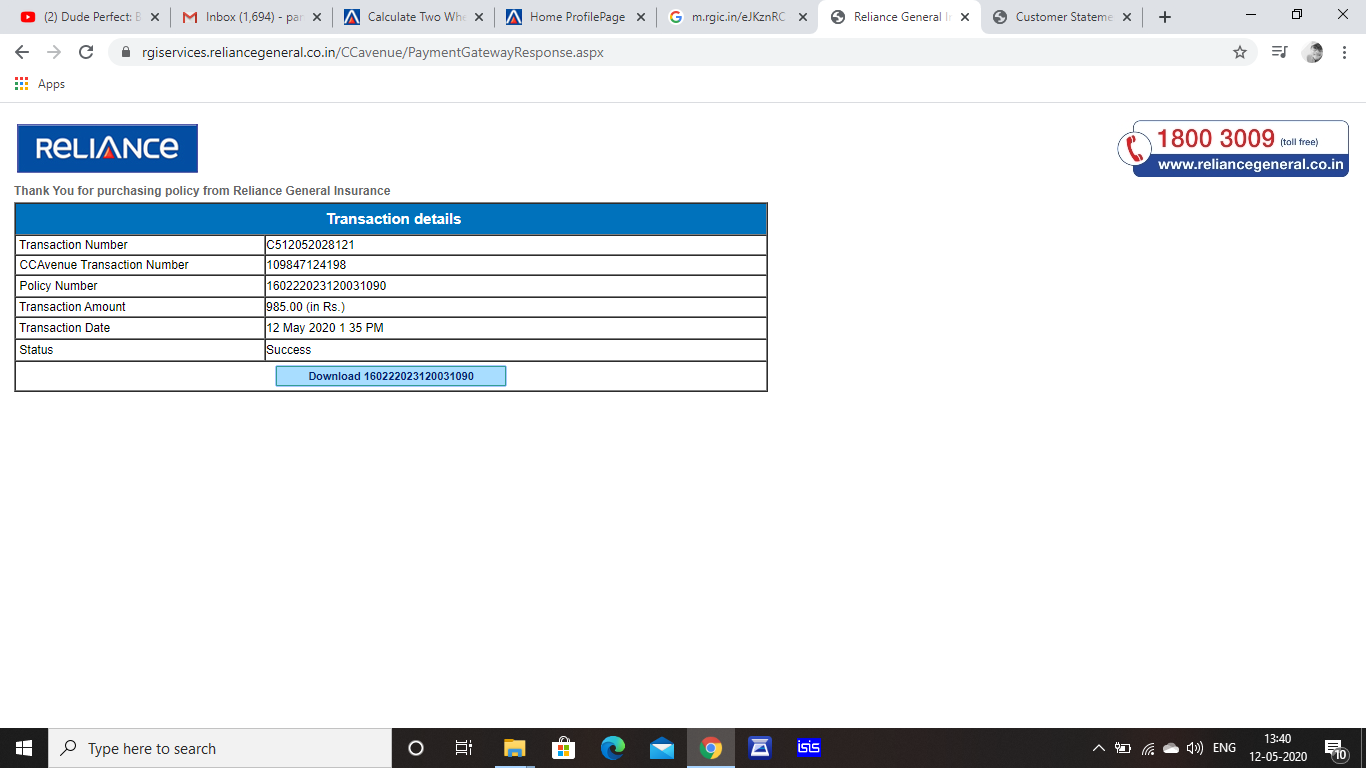 (2) Dude Perfect: B
Inbox (1,694) - par
Calculate Two Whe
Home ProfilePage
m.rgic.in/eJKznRC
Reliance General In
Customer Stateme
rgiservices.reliancegeneral.co.in/CCavenue/PaymentGatewayResponse.aspx
Apps
RELIANCE
1800 3009 (toll free)
www.reliancegeneral.co.in
Thank You for purchasing policy from Reliance General Insurance
Transaction details
Transaction Number C512052028121
CCAvenue Transaction Number 109847124198
Policy Number 160222023120031090
Transaction Amount 985.00 (in Rs.)
Transaction Date 12 May 2020 1 35 PM
Status Success
Download 160222023120031090
Type here to search
isis
ENG
13:40
12-05-2020
10